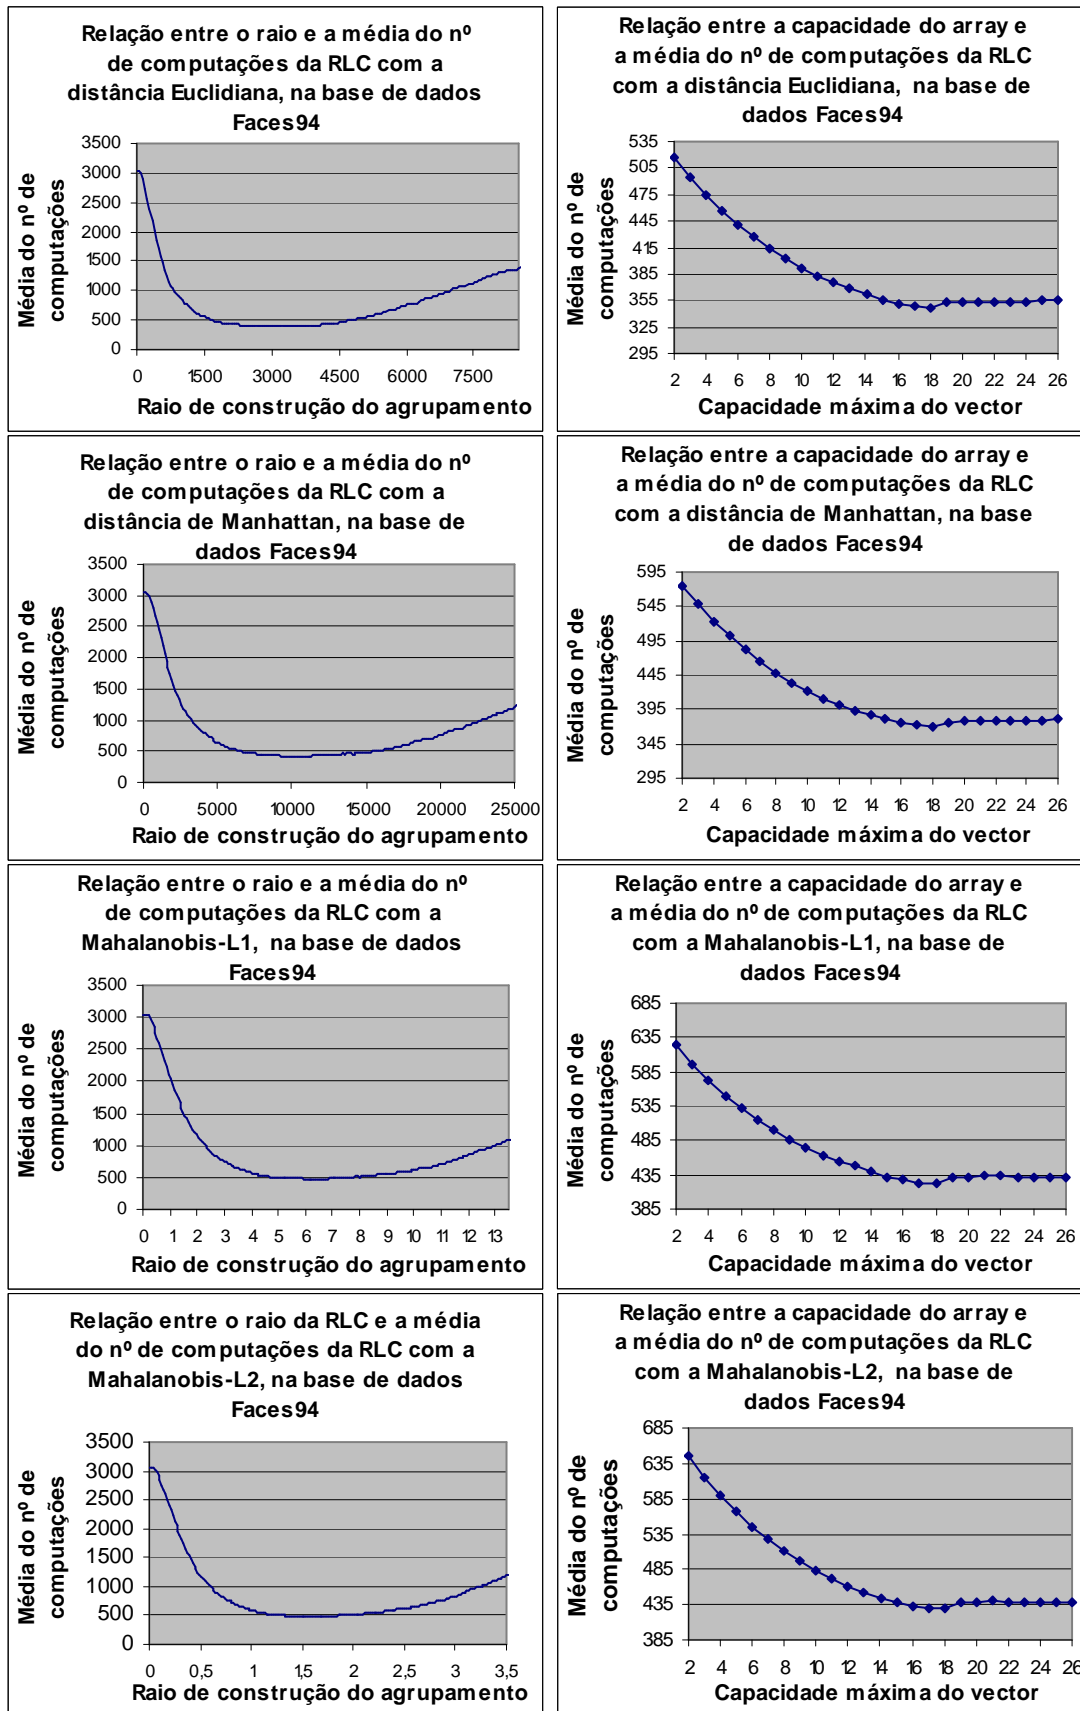 Relação entre o raio e a média do nº
de computações da RLC com a
distância Euclidiana, na base de dados
Faces94
3500
3000
2500
2000
1500
1000
500
0
Média do nº de
computações
0 1500 3000 4500 6000 7500
Raio de construção do agrupamento
Relação entre a capacidade do array e
a média do nº de computações da RLC
com a distância Euclidiana, na base de
dados Faces94
535
505
475
445
415
385
355
325
295
Média do nº de
computações
2 4 6 8 10 12 14 16 18 20 22 24 26
Capacidade máxima do vector
Relação entre o raio e a média do nº
de computações da RLC com a
distância de Manhattan, na base de
dados Faces94
3500
3000
2500
2000
1500
1000
500
0
Média do nº de
computações
0 5000 10000 15000 20000 25000
Raio de construção do agrupamento
Relação entre a capacidade do array e
a média do nº de computações da RLC
com a distância de Manhattan, na base
de dados Faces94
595
545
495
445
395
345
295
Média do nº de
computações
2 4 6 8 10 12 14 16 18 20 22 24 26
Capacidade máxima do vector
Relação entre o raio e a média do nº
de computações da RLC com a
Mahalanobis-L1, na base de dados
Faces94
3500
3000
2500
2000
1500
1000
500
0
Média do nº de
computações
0 1 2 3 4 5 6 7 8 9 10 11 12 13
Raio de construção do agrupamento
Relação entre a capacidade do array e
a média do nº de computações da RLC
com a Mahalanobis-L1, na base de
dados Faces94
685
635
585
535
485
435
385
Média do nº de
computações
2 4 6 8 10 12 14 16 18 20 22 24 26
Capacidade máxima do vector
Relação entre o raio da RLC e a média
do nº de computações da RLC com a
Mahalanobis-L2, na base de dados
Faces94
3500
3000
2500
2000
1500
1000
500
0
Média do nº de
computações
0 0,5 1 1,5 2 2,5 3 3,5
Raio de construção do agrupamento
Relação entre a capacidade do array e
a média do nº de computações da RLC
com a Mahalanobis-L2, na base de
dados Faces94
685
635
585
535
485
435
385
Média do nº de
computações
2 4 6 8 10 12 14 16 18 20 22 24 26
Capacidade máxima do vector